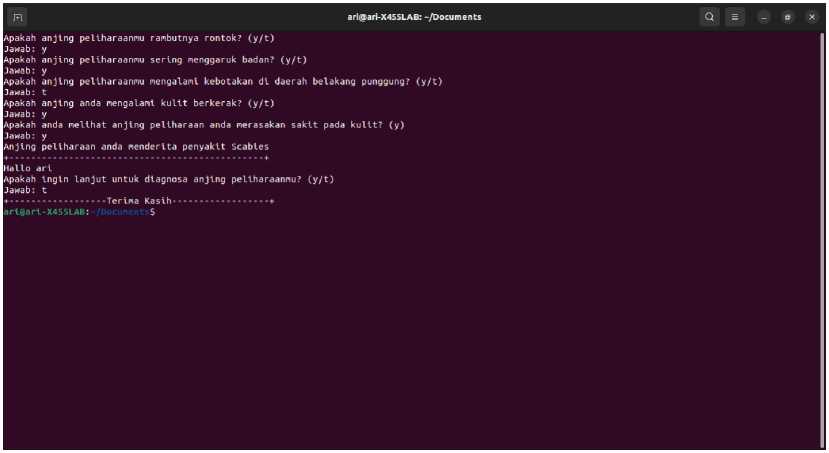 ari@ari-X455LAB: ~/Documents
Apakah anjing peliharaanmu rambutnya rontok? (y/t)
Jawab: y
Apakah anjing peliharaanmu sering menggaruk badan? (y/t)
Jawab: y
Apakah anjing peliharaanmu mengalami kebotakan di daerah belakang punggung? (y/t)
Jawab: t
Apakah anjing anda mengalami kulit berkerak? (y/t)
Jawab: y
Apakah anda melihat anjing peliharaan anda merasakan sakit pada kulit? (y)
Jawab: y
Anjing peliharaan anda menderita penyakit Scabies
+-----------------------------------------------+
Hallo ari
Apakah ingin lanjut untuk diagnosa anjing peliharaanmu? (y/t)
Jawab: t
+------------------Terima Kasih------------------+
ari@ari-X455LAB:~/Documents$